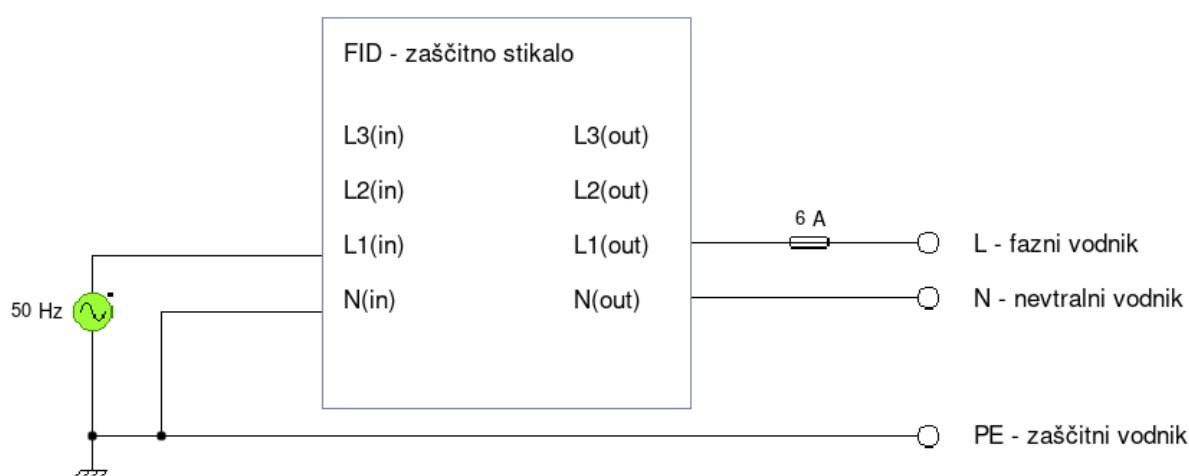 FID - zaščitno stikalo
L3(in) L3(out)
L2(in) L2(out)
6 A
L1(in) L1(out) L - fazni vodnik
50 Hz N(in) N(out) N - nevtralni vodnik
PE - zaščitni vodnik